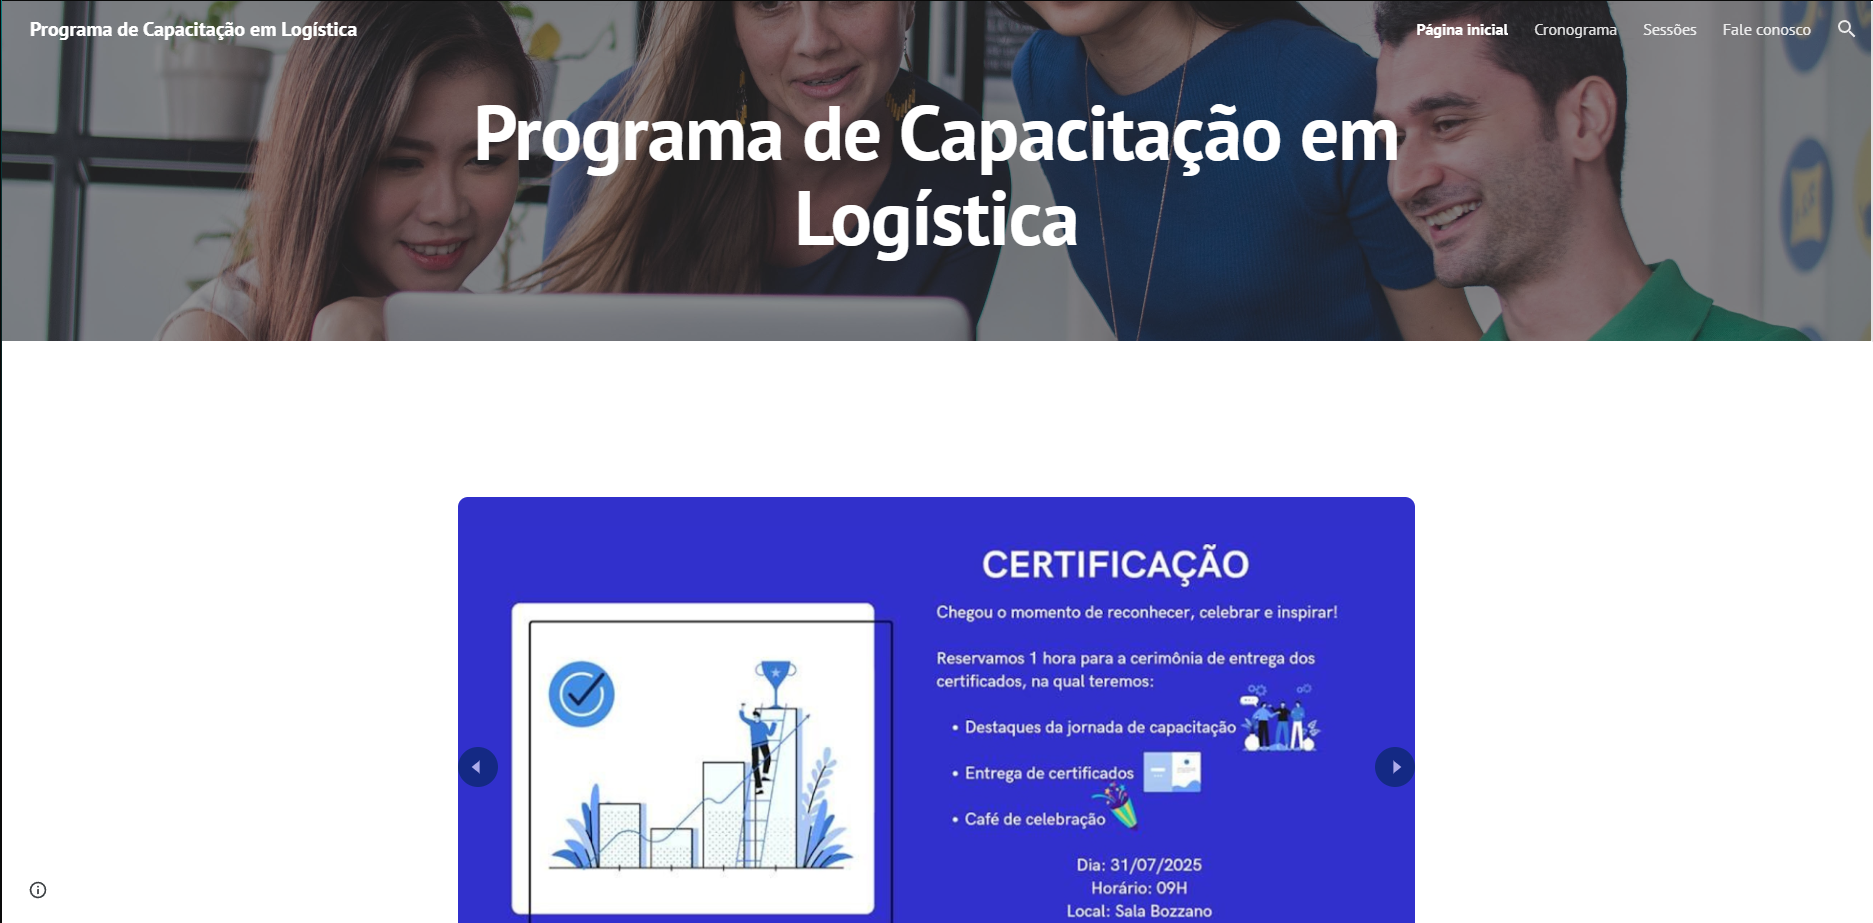 Programa de Capacitação em Logística
Página inicial
Cronograma
Sessões
Fale conosco
Programa de Capacitação em
Logística
CERTIFICAÇÃO
Chegou o momento de reconhecer, celebrar e inspirar!
Reservamos 1 hora para a cerimônia de entrega dos
certificados, na qual teremos:
• Destaques da jornada de capacitação
• Entrega de certificados
• Café de celebração
Dia: 31/07/2025
Horário: 09H
Local: Sala Bozzano